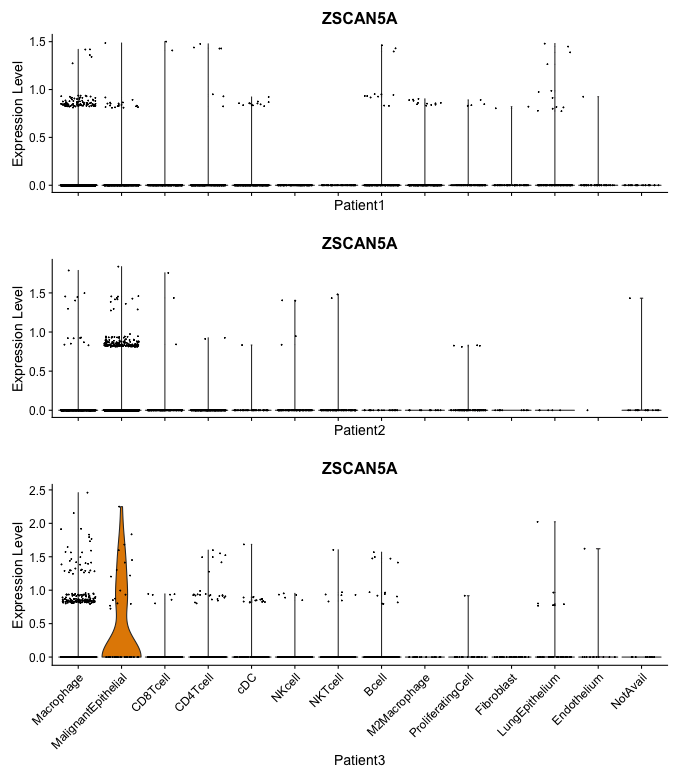 ZSCAN5A
Expression Level
1.5
1.0
0.5
0.0
Patient1
ZSCAN5A
Expression Level
1.5
1.0
0.5
0.0
Patient2
ZSCAN5A
Expression Level
2.5
2.0
1.5
1.0
0.5
0.0
Macrophage MalignantEpithelial CD8Tcell CD4Tcell cDC NKcell NKTcell Bcell M2Macrophage ProliferatingCell Fibroblast LungEpithelium Endothelium NotAvail
Patient3